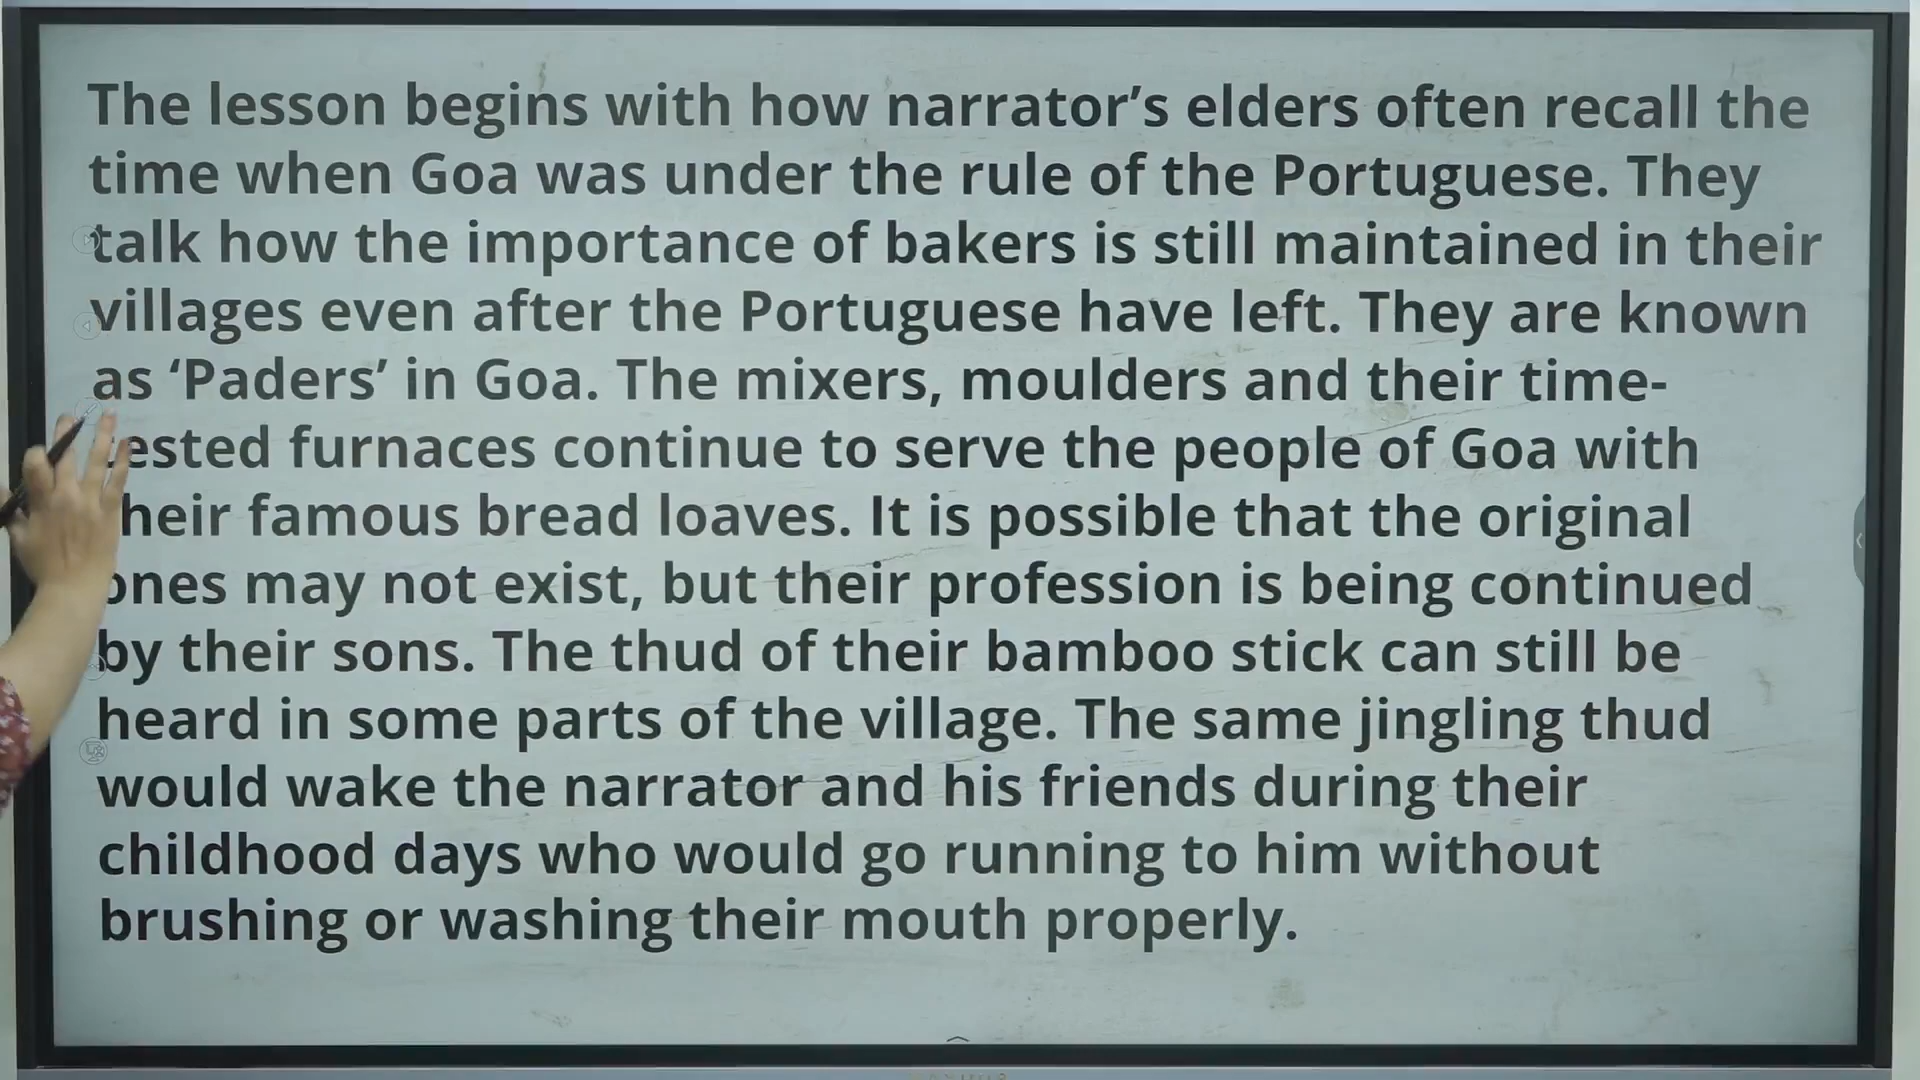 The lesson begins with how narrator’s elders often recall the
time when Goa was under the rule of the Portuguese. They
talk how the importance of bakers is still maintained in their
villages even after the Portuguese have left. They are known
as ‘Paders’ in Goa. The mixers, moulders and their time-
tested furnaces continue to serve the people of Goa with
their famous bread loaves. It is possible that the original
ones may not exist, but their profession is being continued
by their sons. The thud of their bamboo stick can still be
heard in some parts of the village. The same jingling thud
would wake the narrator and his friends during their
childhood days who would go running to him without
brushing or washing their mouth properly.